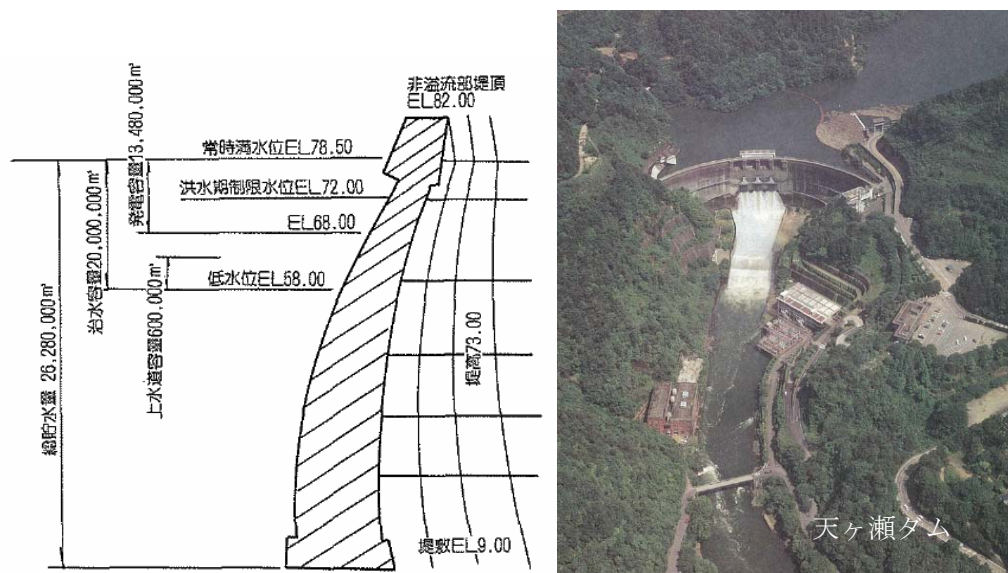 非溢流部堤頂
EL82.00
常時満水位EL78.50
洪水期制限水位EL72.00
EL68.00
低水位EL58.00
発電容量13,480,000㎥
治水容量20,000,000㎥
上水道容量600,000㎥
総貯水量 26,280,000㎥
堤高73.00
堤敷EL9.00
天ヶ瀬ダム